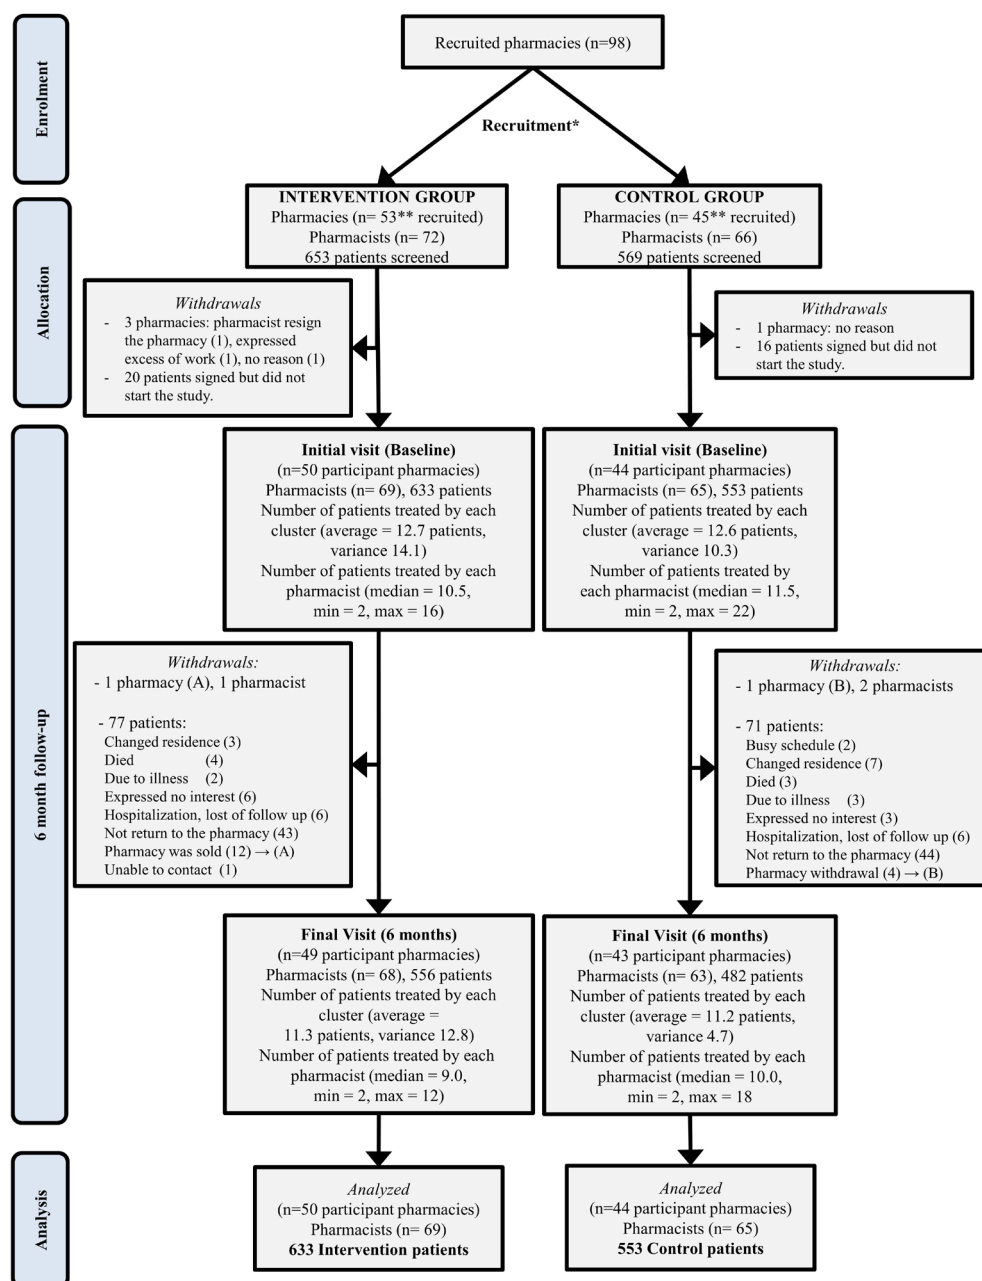 Enrolment
Recruited pharmacies (n=98)
Recruitment*
INTERVENTION GROUP
Pharmacies (n= 53** recruited)
Pharmacists (n= 72)
653 patients screened
CONTROL GROUP
Pharmacies (n= 45** recruited)
Pharmacists (n= 66)
569 patients screened
Allocation
Withdrawals
- 3 pharmacies: pharmacist resign
the pharmacy (1), expressed
excess of work (1), no reason (1)
- 20 patients signed but did not
start the study.
Withdrawals
- 1 pharmacy: no reason
- 16 patients signed but did not
start the study.
6 month follow-up
Initial visit (Baseline)
(n=50 participant pharmacies)
Pharmacists (n= 69), 633 patients
Number of patients treated by each
cluster (average = 12.7 patients,
variance 14.1)
Number of patients treated by each
pharmacist (median = 10.5,
min = 2, max = 16)
Initial visit (Baseline)
(n=44 participant pharmacies)
Pharmacists (n= 65), 553 patients
Number of patients treated by each
cluster (average = 12.6 patients,
variance 10.3)
Number of patients treated by
each pharmacist (median = 11.5,
min = 2, max = 22)
Withdrawals:
- 1 pharmacy (A), 1 pharmacist
- 77 patients:
Changed residence (3)
Died (4)
Due to illness (2)
Expressed no interest (6)
Hospitalization, lost of follow up (6)
Not return to the pharmacy (43)
Pharmacy was sold (12) → (A)
Unable to contact (1)
Withdrawals:
- 1 pharmacy (B), 2 pharmacists
- 71 patients:
Busy schedule (2)
Changed residence (7)
Died (3)
Due to illness (3)
Expressed no interest (3)
Hospitalization, lost of follow up (6)
Not return to the pharmacy (44)
Pharmacy withdrawal (4) → (B)
Final Visit (6 months)
(n=49 participant pharmacies)
Pharmacists (n= 68), 556 patients
Number of patients treated by each
cluster (average =
11.3 patients, variance 12.8)
Number of patients treated by each
pharmacist (median = 9.0,
min = 2, max = 12)
Final Visit (6 months)
(n=43 participant pharmacies)
Pharmacists (n= 63), 482 patients
Number of patients treated by each
cluster (average = 11.2 patients,
variance 4.7)
Number of patients treated by each
pharmacist (median = 10.0,
min = 2, max = 18
Analysis
Analyzed
(n=50 participant pharmacies)
Pharmacists (n= 69)
633 Intervention patients
Analyzed
(n=44 participant pharmacies)
Pharmacists (n= 65)
553 Control patients